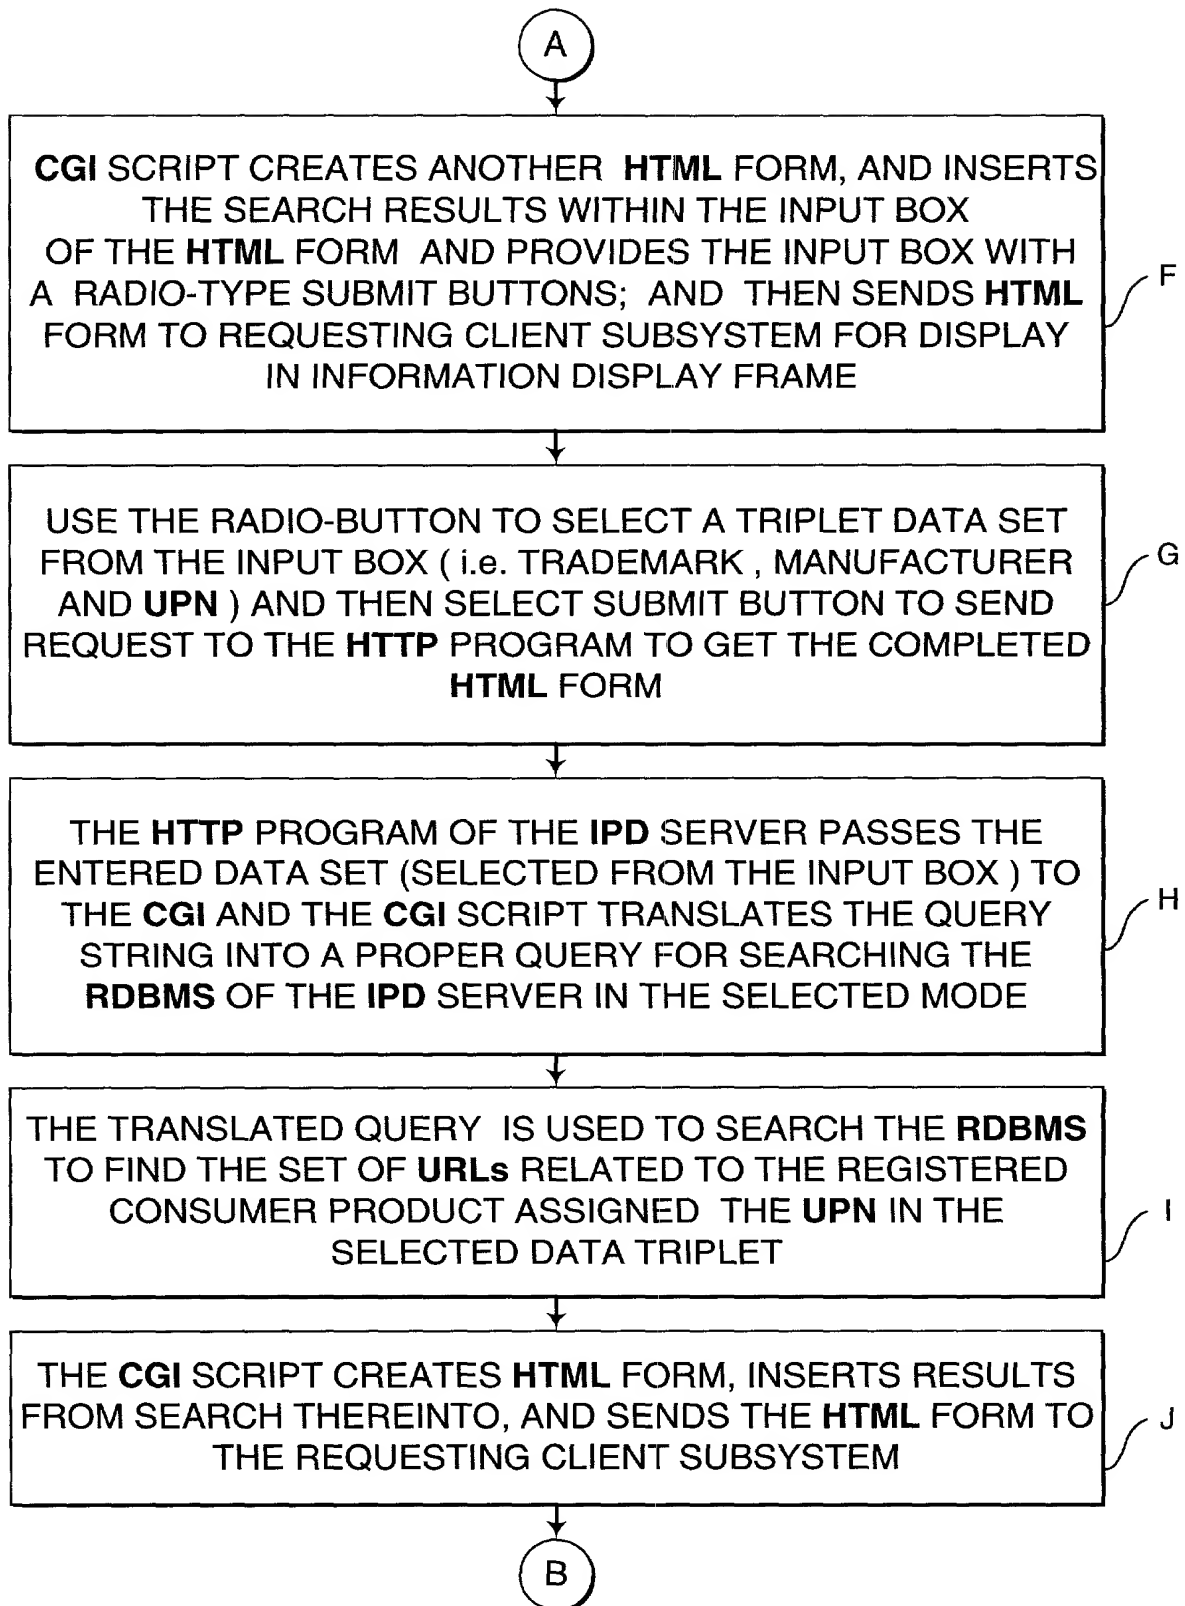 A
CGI SCRIPT CREATES ANOTHER HTML FORM, AND INSERTS
THE SEARCH RESULTS WITHIN THE INPUT BOX
OF THE HTML FORM AND PROVIDES THE INPUT BOX WITH
A RADIO-TYPE SUBMIT BUTTONS; AND THEN SENDS HTML
FORM TO REQUESTING CLIENT SUBSYSTEM FOR DISPLAY
IN INFORMATION DISPLAY FRAME
F
USE THE RADIO-BUTTON TO SELECT A TRIPLET DATA SET
FROM THE INPUT BOX ( i.e. TRADEMARK , MANUFACTURER
AND UPN ) AND THEN SELECT SUBMIT BUTTON TO SEND
REQUEST TO THE HTTP PROGRAM TO GET THE COMPLETED
HTML FORM
G
THE HTTP PROGRAM OF THE IPD SERVER PASSES THE
ENTERED DATA SET (SELECTED FROM THE INPUT BOX ) TO
THE CGI AND THE CGI SCRIPT TRANSLATES THE QUERY
STRING INTO A PROPER QUERY FOR SEARCHING THE
RDBMS OF THE IPD SERVER IN THE SELECTED MODE
H
THE TRANSLATED QUERY IS USED TO SEARCH THE RDBMS
TO FIND THE SET OF URLs RELATED TO THE REGISTERED
CONSUMER PRODUCT ASSIGNED THE UPN IN THE
SELECTED DATA TRIPLET
I
THE CGI SCRIPT CREATES HTML FORM, INSERTS RESULTS
FROM SEARCH THEREINTO, AND SENDS THE HTML FORM TO
THE REQUESTING CLIENT SUBSYSTEM
J
B